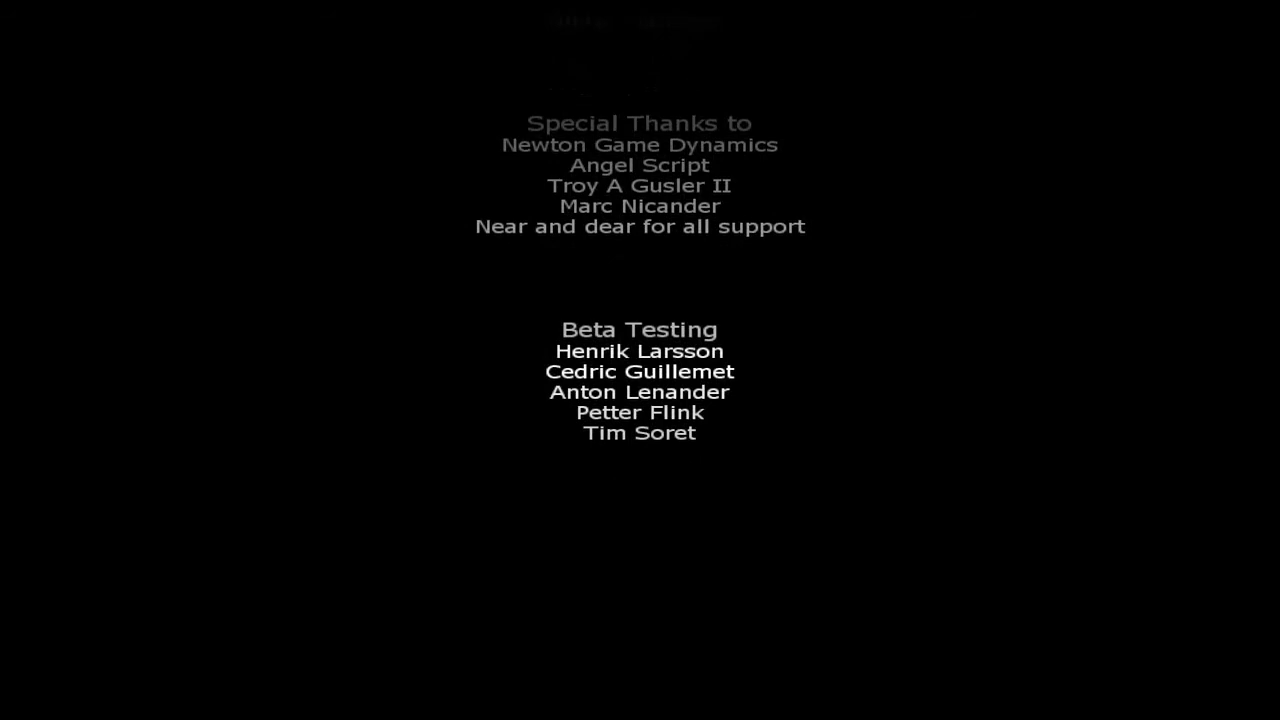 Special Thanks to
Newton Game Dynamics
Angel Script
Troy A Gusler II
Marc Nicander
Near and dear for all support
Beta Testing
Henrik Larsson
Cedric Guillemet
Anton Lenander
Petter Flink
Tim Soret